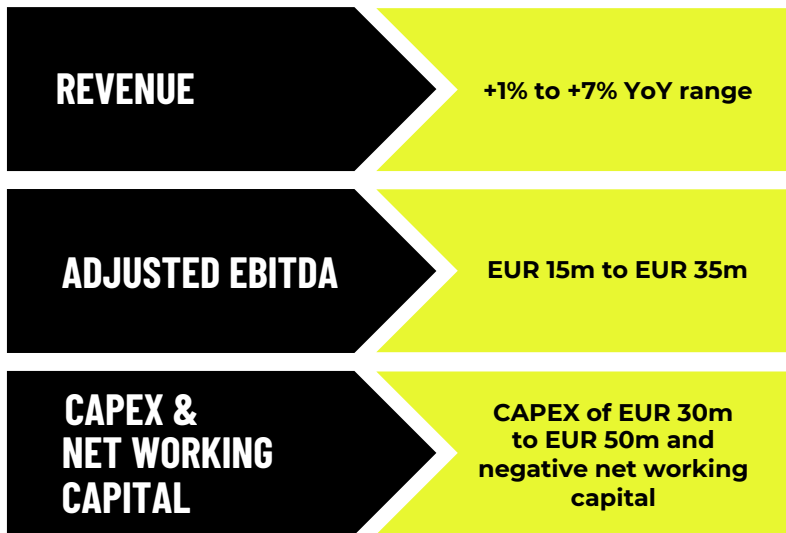 REVENUE
+1% to +7% YoY range
ADJUSTED EBITDA
EUR 15m to EUR 35m
CAPEX &
NET WORKING
CAPITAL
CAPEX of EUR 30m
to EUR 50m and
negative net working
capital